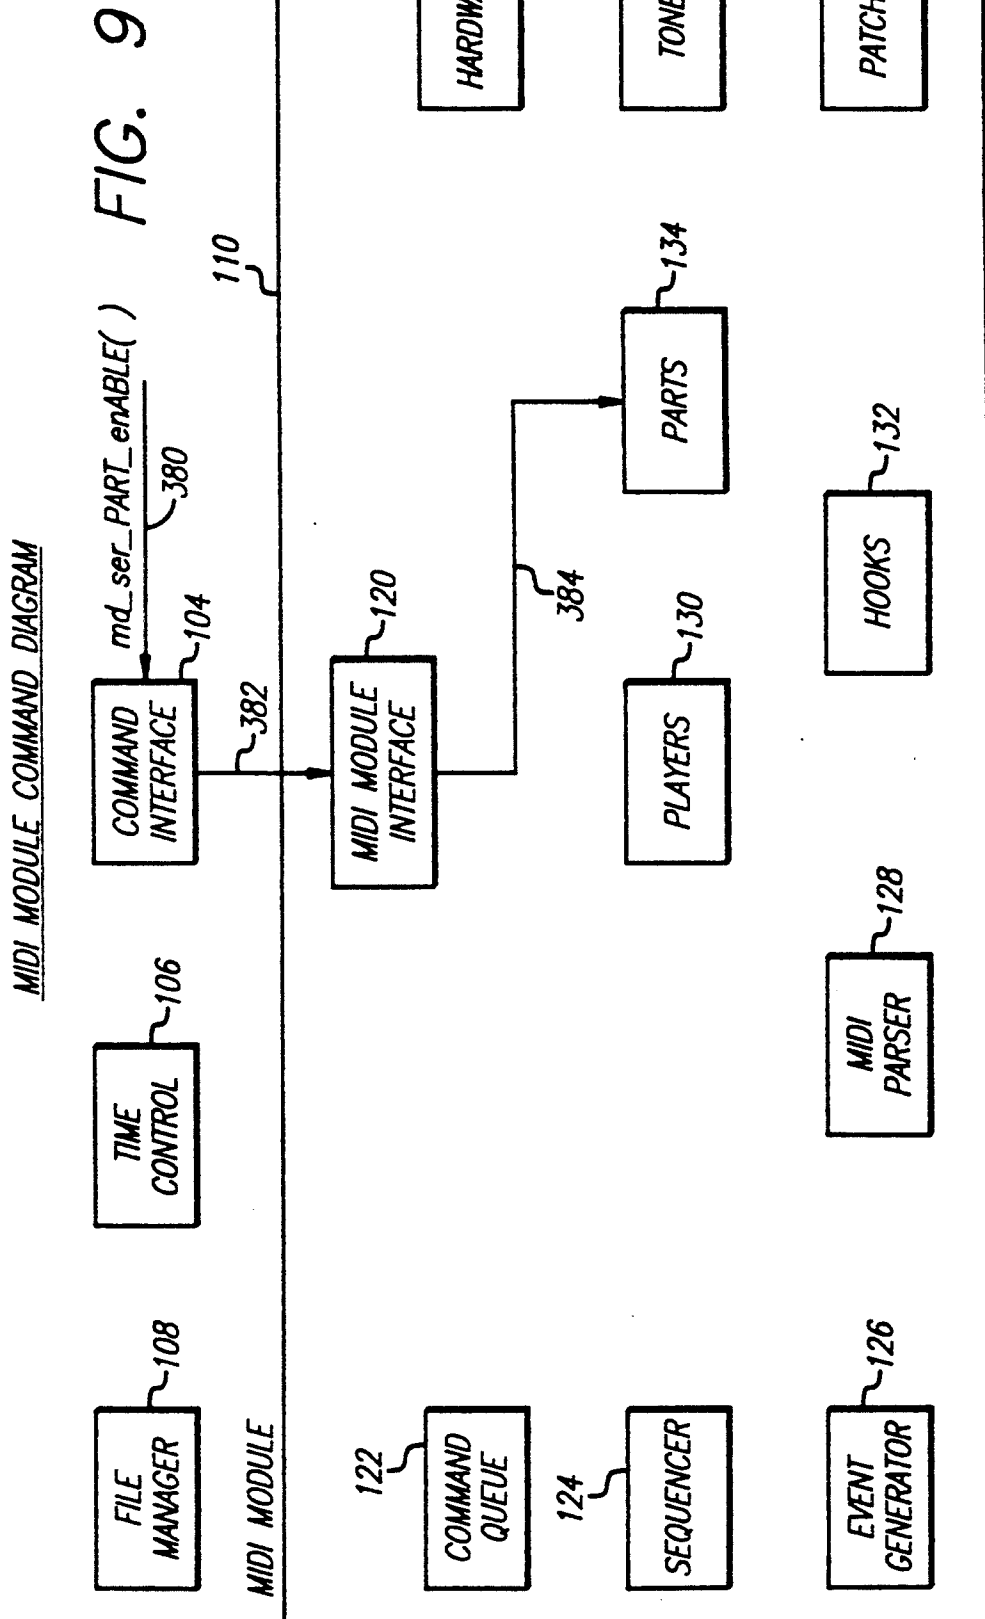 MIDI MODULE COMMAND DIAGRAM
FIG. 9
md_ser_PART_enABLE( )
380
FILE
MANAGER
108
TIME
CONTROL
106
COMMAND
INTERFACE
104
382
MIDI MODULE
110
MIDI MODULE
INTERFACE
120
384
COMMAND
QUEUE
122
SEQUENCER
124
PLAYERS
130
PARTS
134
EVENT
GENERATOR
126
MIDI
PARSER
128
HOOKS
132
PATCH